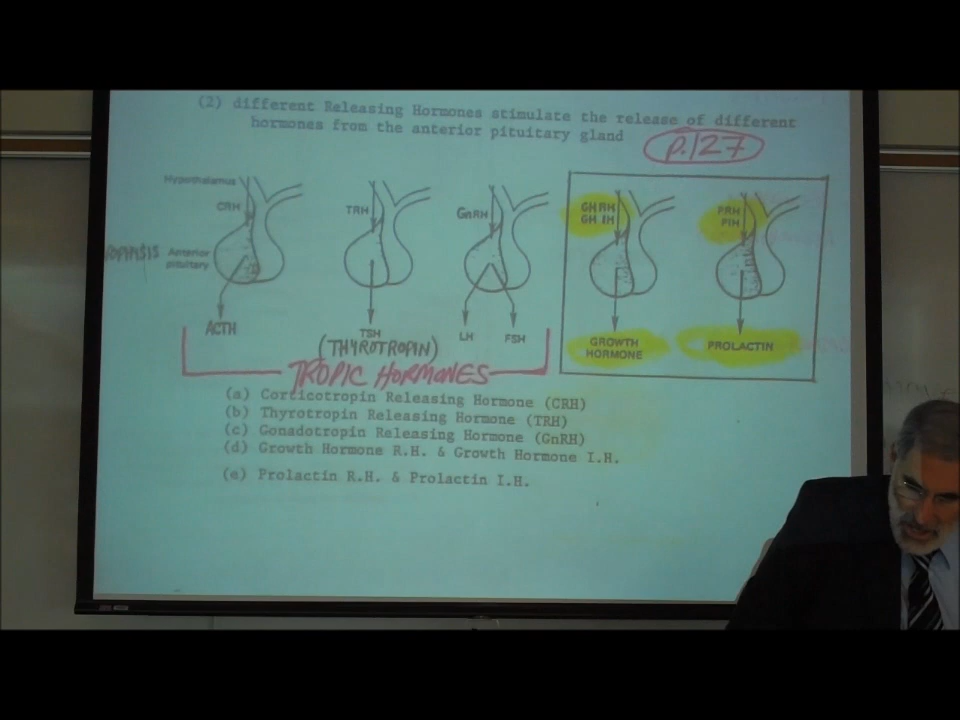 (2) different Releasing Hormones stimulate the release of different
hormones from the anterior pituitary gland
p.127
Hypothalamus
CRH
TRH
GnRH
GHRH
GH IH
PRH
PIH
Anterior
pituitary
ACTH
TSH
(THYROTROPIN)
LH
FSH
GROWTH
HORMONE
PROLACTIN
TROPIC HORMONES
(a) Corticotropin Releasing Hormone (CRH)
(b) Thyrotropin Releasing Hormone (TRH)
(c) Gonadotropin Releasing Hormone (GnRH)
(d) Growth Hormone R.H. & Growth Hormone I.H.
(e) Prolactin R.H. & Prolactin I.H.